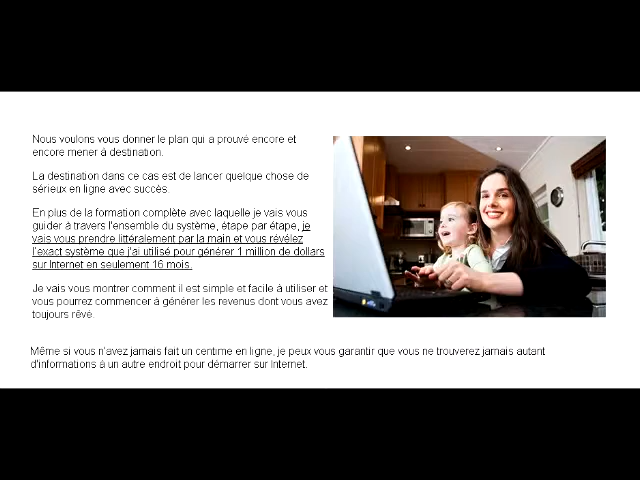 Nous voulons vous donner le plan qui a prouvé encore et
encore mener à destination.
La destination dans ce cas est de lancer quelque chose de
sérieux en ligne avec succès.
En plus de la formation complète avec laquelle je vais vous
guider à travers l'ensemble du système, étape par étape, je
vais vous prendre littéralement par la main et vous révélez
l'exact système que j'ai utilisé pour générer 1 million de dollars
sur Internet en seulement 16 mois.
Je vais vous montrer comment il est simple et facile à utiliser et
vous pourrez commencer à générer les revenus dont vous avez
toujours rêvé.
Même si vous n'avez jamais fait un centime en ligne, je peux vous garantir que vous ne trouverez jamais autant
d'informations à un autre endroit pour démarrer sur Internet.